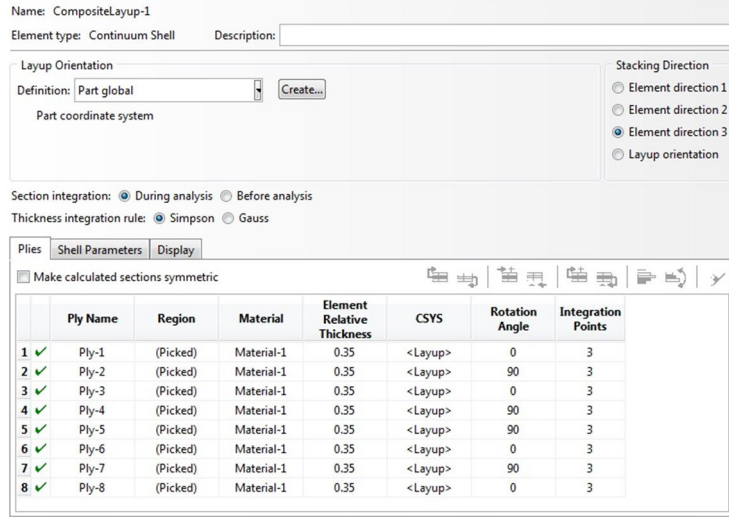 Name: CompositeLayup-1
Element type: Continuum Shell Description:
Layup Orientation
Definition: Part global Create...
Part coordinate system
Stacking Direction
Element direction 1
Element direction 2
Element direction 3
Layup orientation
Section integration: During analysis Before analysis
Thickness integration rule: Simpson Gauss
Plies Shell Parameters Display
Make calculated sections symmetric
Ply Name Region Material Element Relative Thickness CSYS Rotation Angle Integration Points
1 Ply-1 (Picked) Material-1 0.35 <Layup> 0 3
2 Ply-2 (Picked) Material-1 0.35 <Layup> 90 3
3 Ply-3 (Picked) Material-1 0.35 <Layup> 0 3
4 Ply-4 (Picked) Material-1 0.35 <Layup> 90 3
5 Ply-5 (Picked) Material-1 0.35 <Layup> 90 3
6 Ply-6 (Picked) Material-1 0.35 <Layup> 0 3
7 Ply-7 (Picked) Material-1 0.35 <Layup> 90 3
8 Ply-8 (Picked) Material-1 0.35 <Layup> 0 3